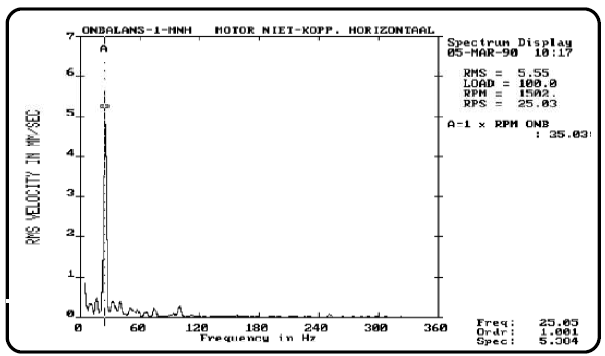 ONBALANS-1-MNH MOTOR NIET-KOPP. HORIZONTAAL
Spectrum Display
05-MAR-90 10:17
RMS = 5.55
LOAD = 100.0
RPM = 1502.
RPS = 25.03
A=1 x RPM ONB
: 25.03
A
RMS VELOCITY IN MM/SEC
7
6
5
4
3
2
1
0
0 60 120 180 240 300 360
Frequency in Hz
Freq: 25.05
Ordr: 1.001
Spec: 5.304